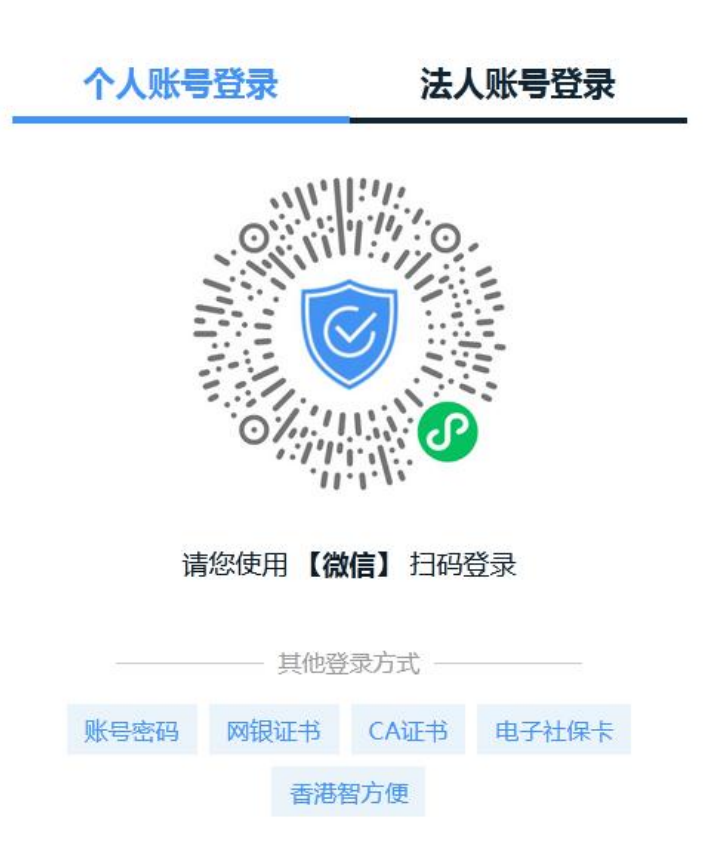 个人账号登录 法人账号登录
请您使用 【微信】 扫码登录
其他登录方式
账号密码 网银证书 CA证书 电子社保卡
香港智方便